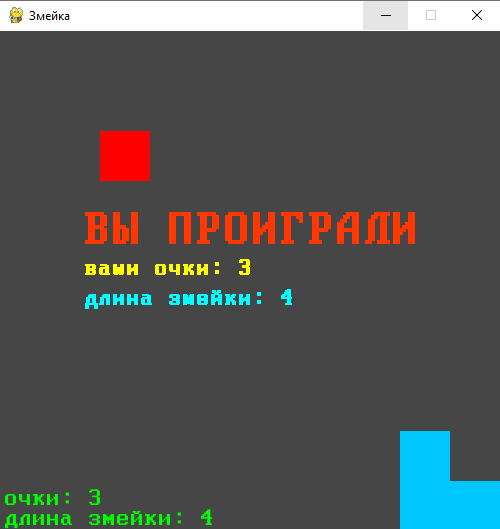 Змейка
ВЫ ПРОИГРАЛИ
ваши очки: 3
длина змейки: 4
очки: 3
длина змейки: 4